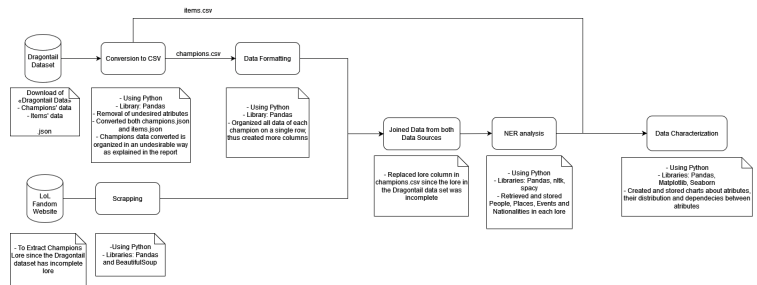 items.csv
Dragontail
Dataset
Conversion to CSV
champions.csv
Data Formatting
Download of
«Dragontail Data»
- Champions' data
- Items' data
.json
- Using Python
- Library: Pandas
- Removal of undesired atributes
- Converted both champions.json
and items.json
- Champions data converted is
organized in an undesirable way
as explained in the report
- Using Python
- Library: Pandas
- Organized all data of each
champion on a single row,
thus created more columns
Joined Data from both
Data Sources
NER analysis
Data Characterization
- Replaced lore column in
champions.csv since the lore in
the Dragontail data set was
incomplete
- Using Python
- Libraries: Pandas, nltk,
spacy
- Retrieved and stored
People, Places, Events and
Nationalities in each lore
- Using Python
- Libraries: Pandas,
Matplotlib, Seaborn
- Created and stored charts about atributes,
their distribution and dependecies between
atributes
LoL
Fandom
Website
Scrapping
- To Extract Champions
Lore since the Dragontail
dataset has incomplete
lore
-Using Python
- Libraries: Pandas
and BeautifulSoup